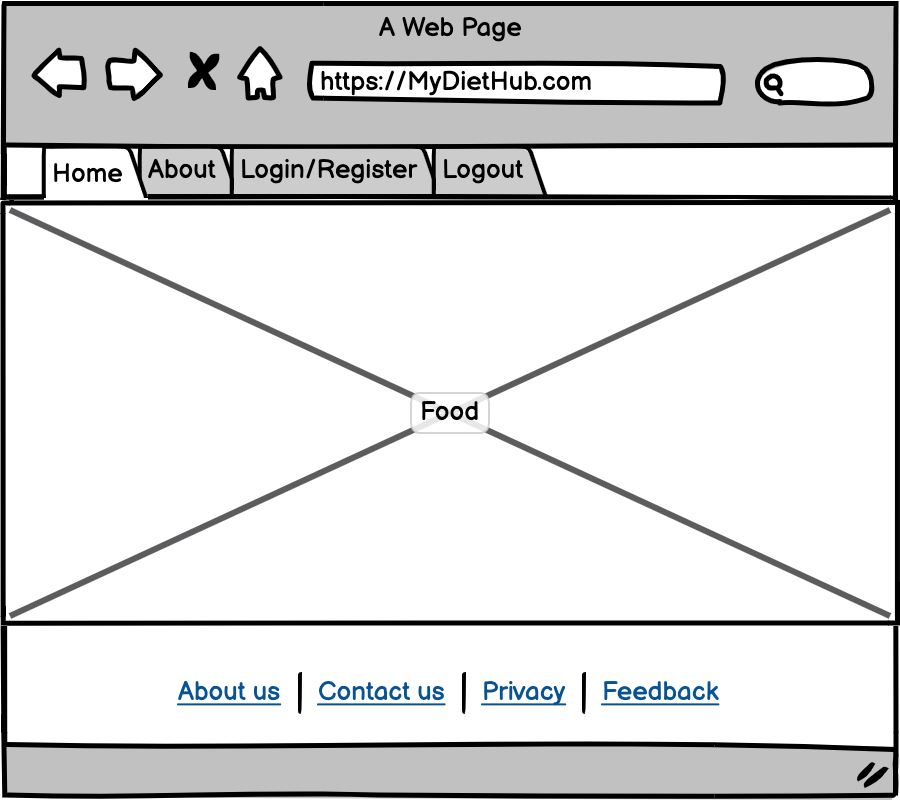 A Web Page
https://MyDietHub.com
Home About Login/Register Logout
Food
About us | Contact us | Privacy | Feedback